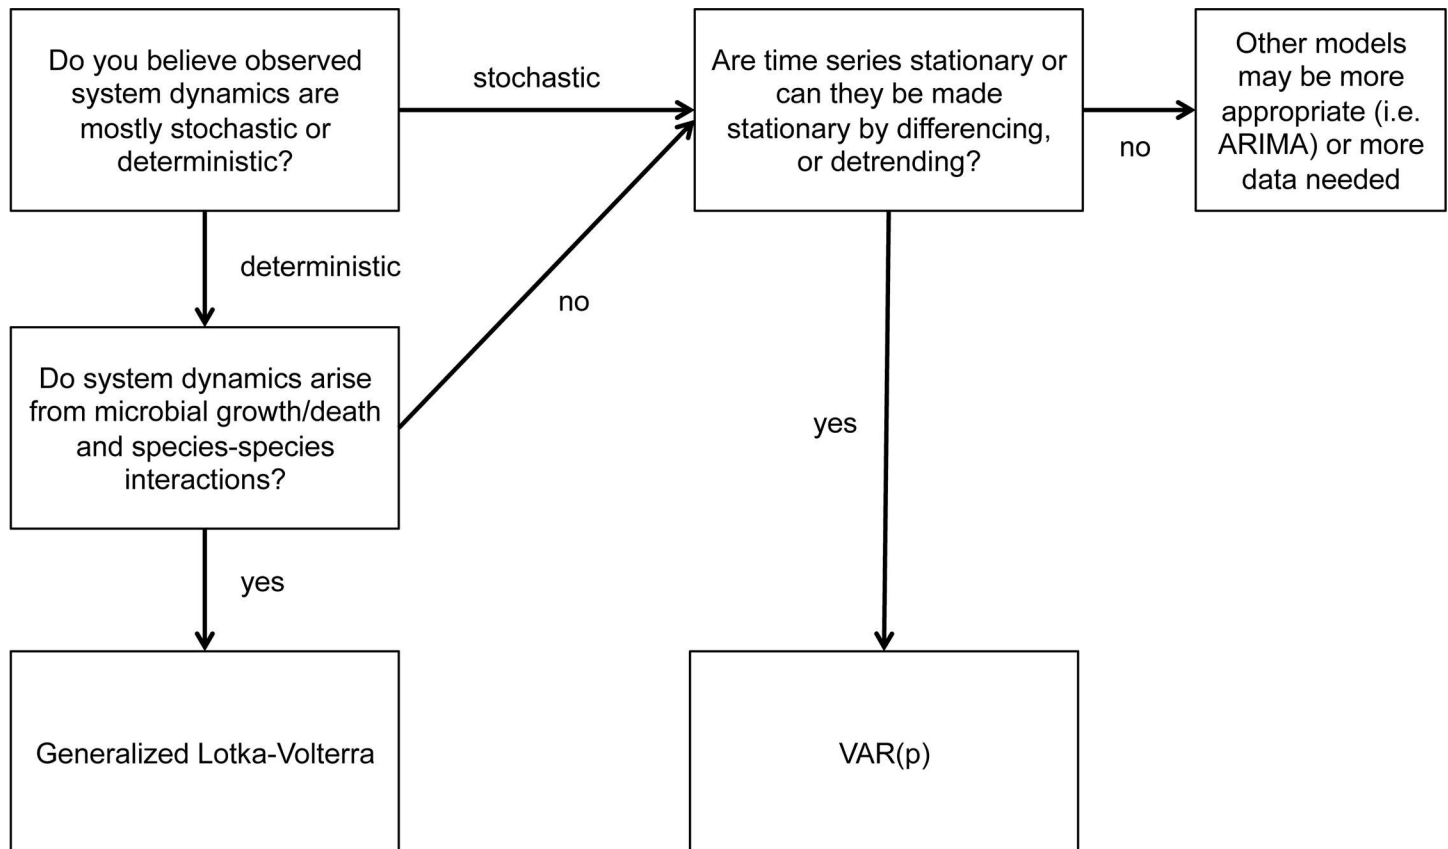 Do you believe observed
system dynamics are
mostly stochastic or
deterministic?
stochastic
Are time series stationary or
can they be made
stationary by differencing,
or detrending?
no
Other models
may be more
appropriate (i.e.
ARIMA) or more
data needed
deterministic
no
Do system dynamics arise
from microbial growth/death
and species-species
interactions?
yes
yes
Generalized Lotka-Volterra
VAR(p)